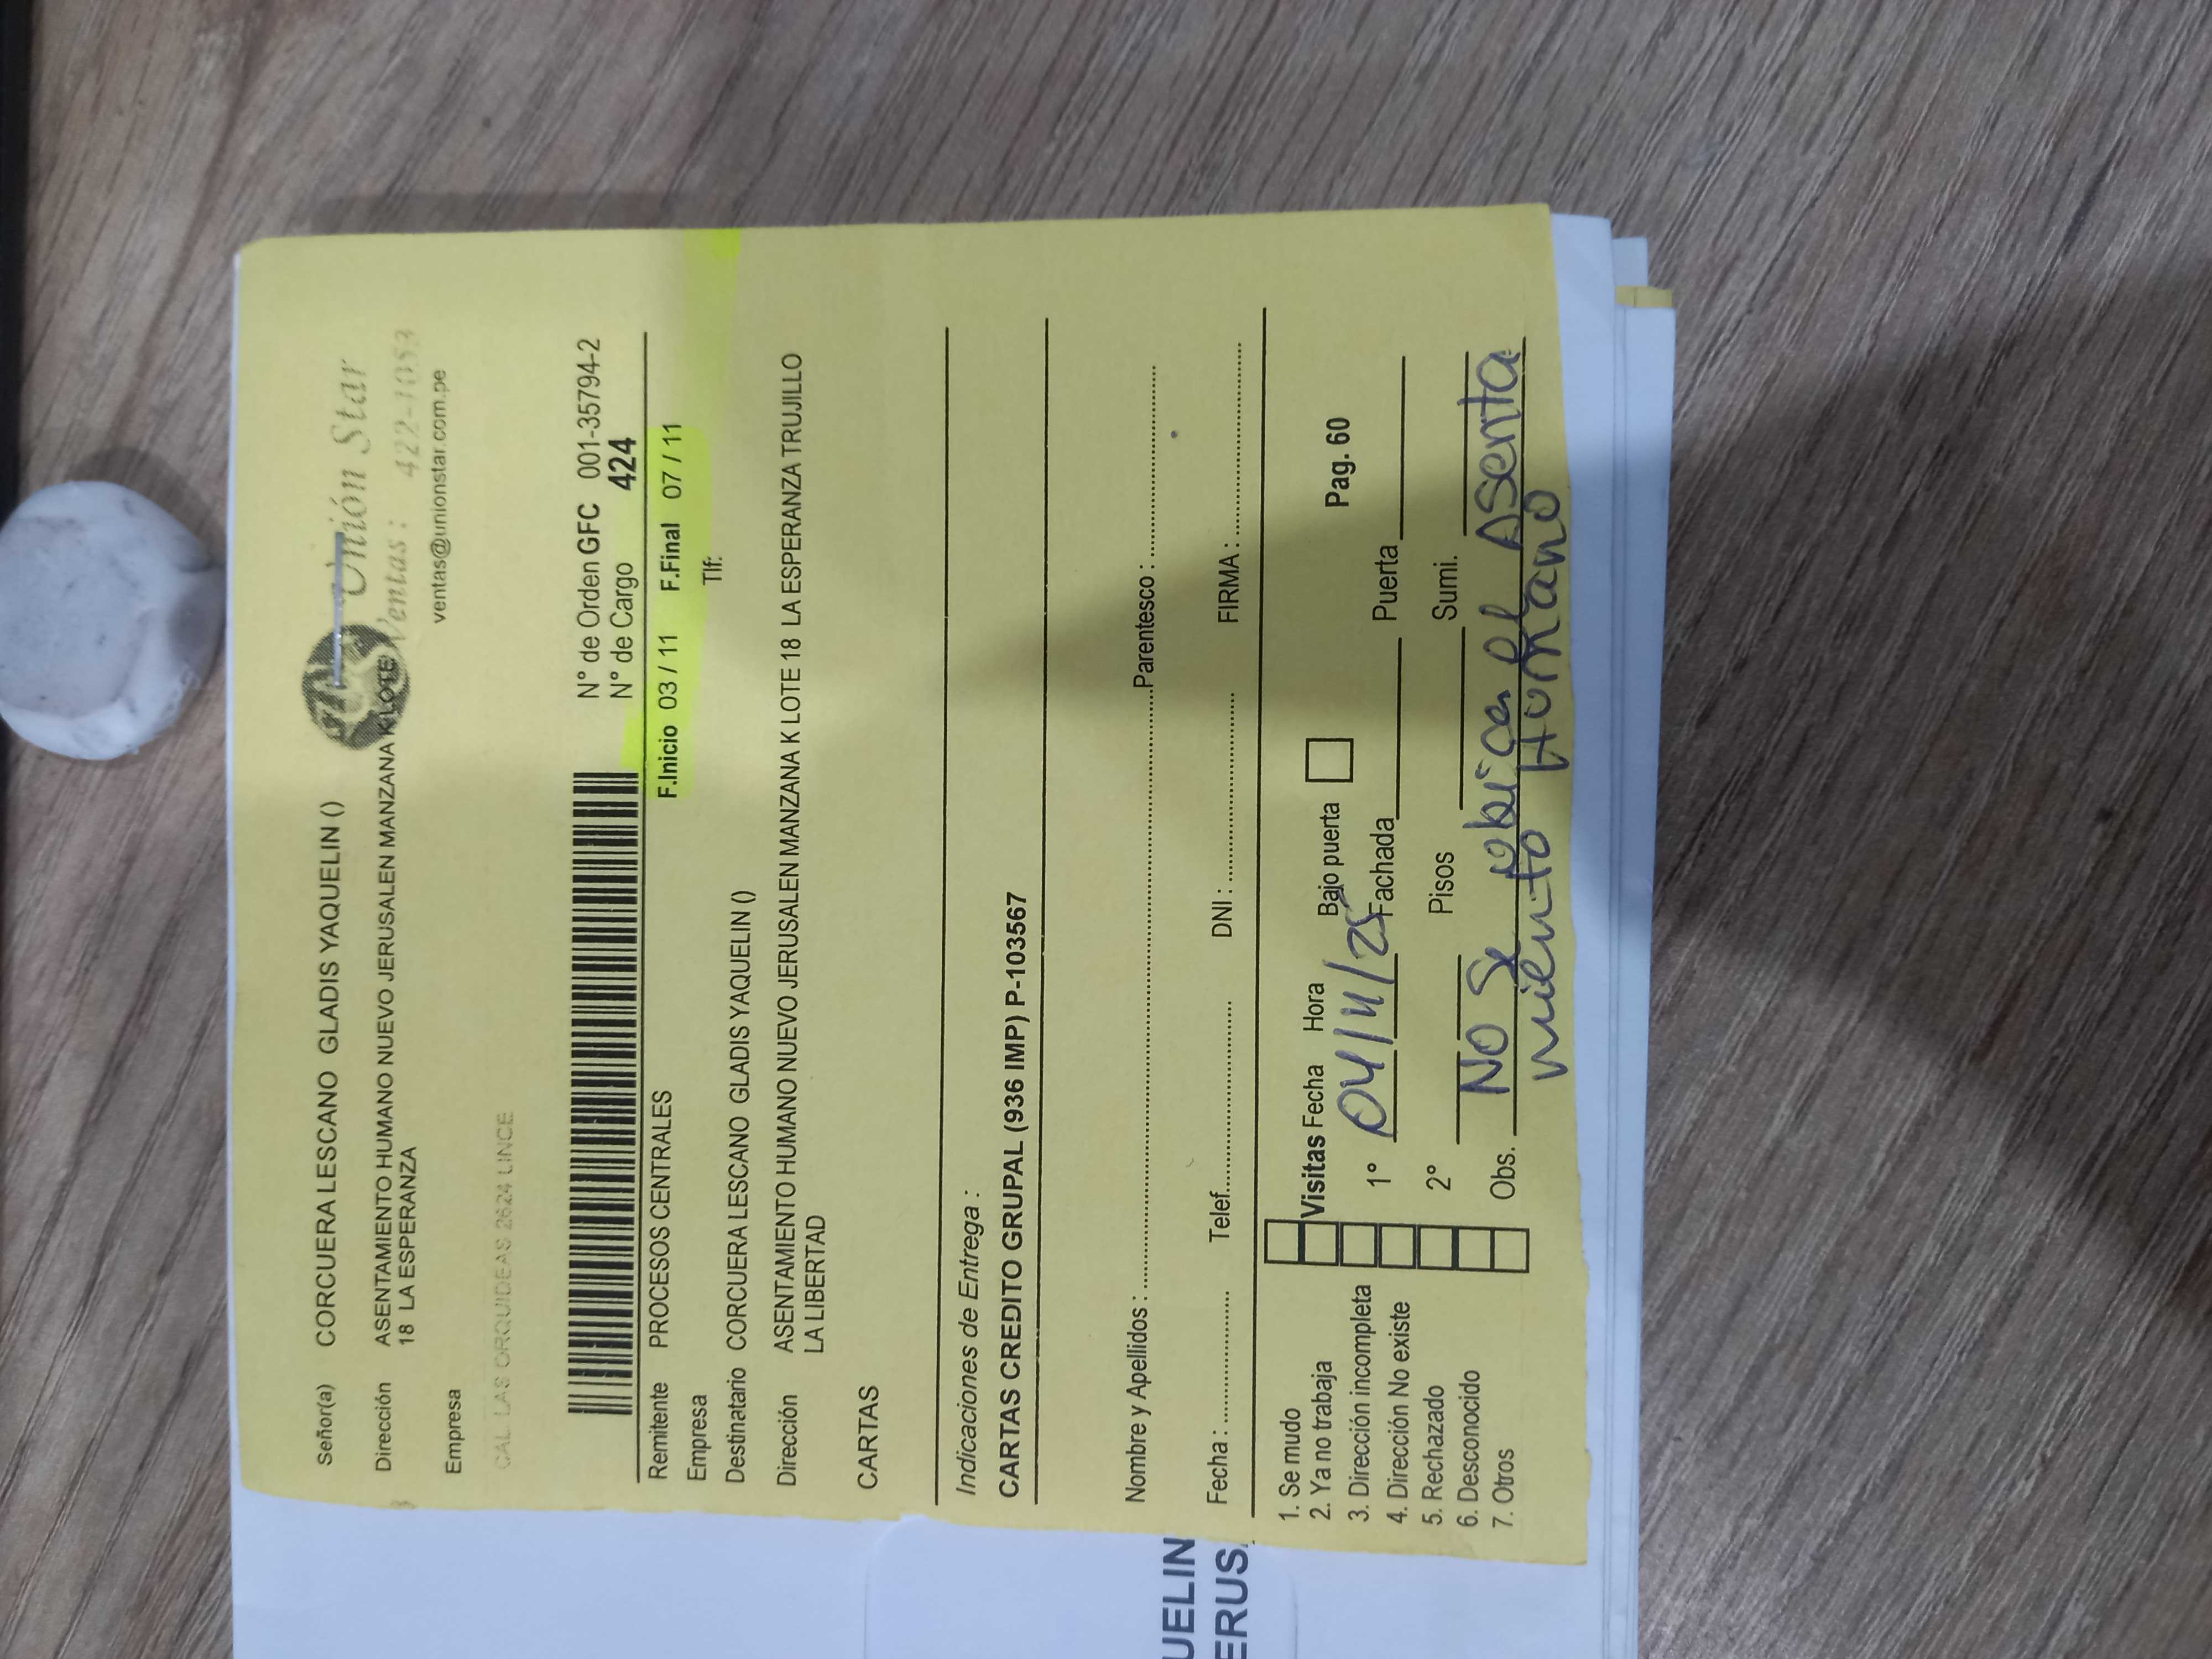 Unión Star
Ventas : 422-1053
ventas@unionstar.com.pe
Señor(a) CORCUERA LESCANO GLADIS YAQUELIN ()
Dirección ASENTAMIENTO HUMANO NUEVO JERUSALEN MANZANA K LOTE
18 LA ESPERANZA
Empresa
CAL. LAS ORQUIDEAS 2624 LINCE
N° de Orden GFC 001-35794-2
N° de Cargo 424
F.Inicio 03 / 11 F.Final 07 / 11
Remitente PROCESOS CENTRALES
Empresa Tlf:
Destinatario CORCUERA LESCANO GLADIS YAQUELIN ()
Dirección ASENTAMIENTO HUMANO NUEVO JERUSALEN MANZANA K LOTE 18 LA ESPERANZA TRUJILLO
LA LIBERTAD
CARTAS
Indicaciones de Entrega :
CARTAS CREDITO GRUPAL (936 IMP) P-103567
Nombre y Apellidos : Parentesco :
Fecha : Telef. DNI : FIRMA :
1. Se mudo
2. Ya no trabaja
3. Dirección incompleta
4. Dirección No existe
5. Rechazado
6. Desconocido
7. Otros
Visitas Fecha Hora Bajo puerta Pag. 60
1° 04/11/25 Fachada Puerta
2° Pisos Sumi.
Obs. No se ubica el Asenta
miento Humano
UELIN
ERUSA